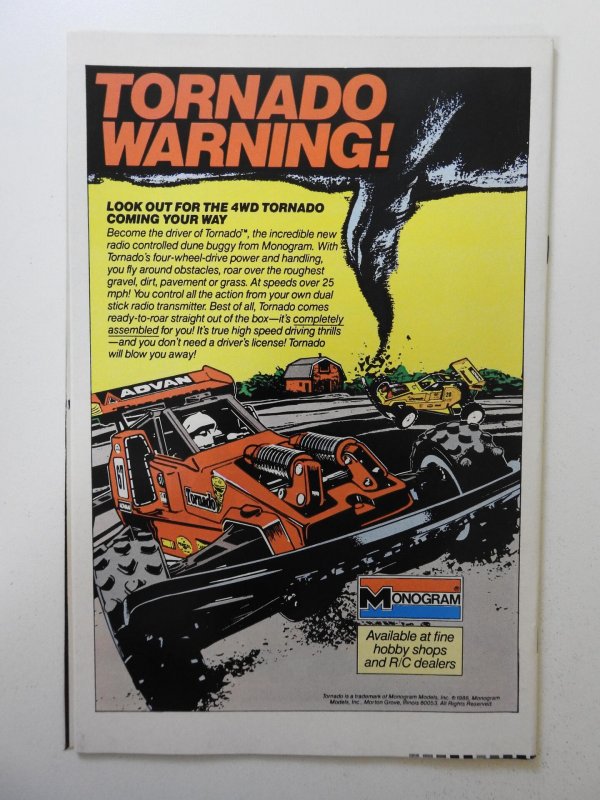 TORNADO
WARNING!
LOOK OUT FOR THE 4WD TORNADO
COMING YOUR WAY
Become the driver of Tornado™, the incredible new
radio controlled dune buggy from Monogram. With
Tornado's four-wheel-drive power and handling,
you fly around obstacles, roar over the roughest
gravel, dirt, pavement or grass. At speeds over 25
mph! You control all the action from your own dual
stick radio transmitter. Best of all, Tornado comes
ready-to-roar straight out of the box—it's completely
assembled for you! It's true high speed driving thrills
—and you don't need a driver's license! Tornado
will blow you away!
ADVAN
67
Tornado
MONOGRAM®
Available at fine
hobby shops
and R/C dealers
Tornado is a trademark of Monogram Models, Inc. © 1986, Monogram
Models, Inc., Morton Grove, Illinois 60053. All Rights Reserved.